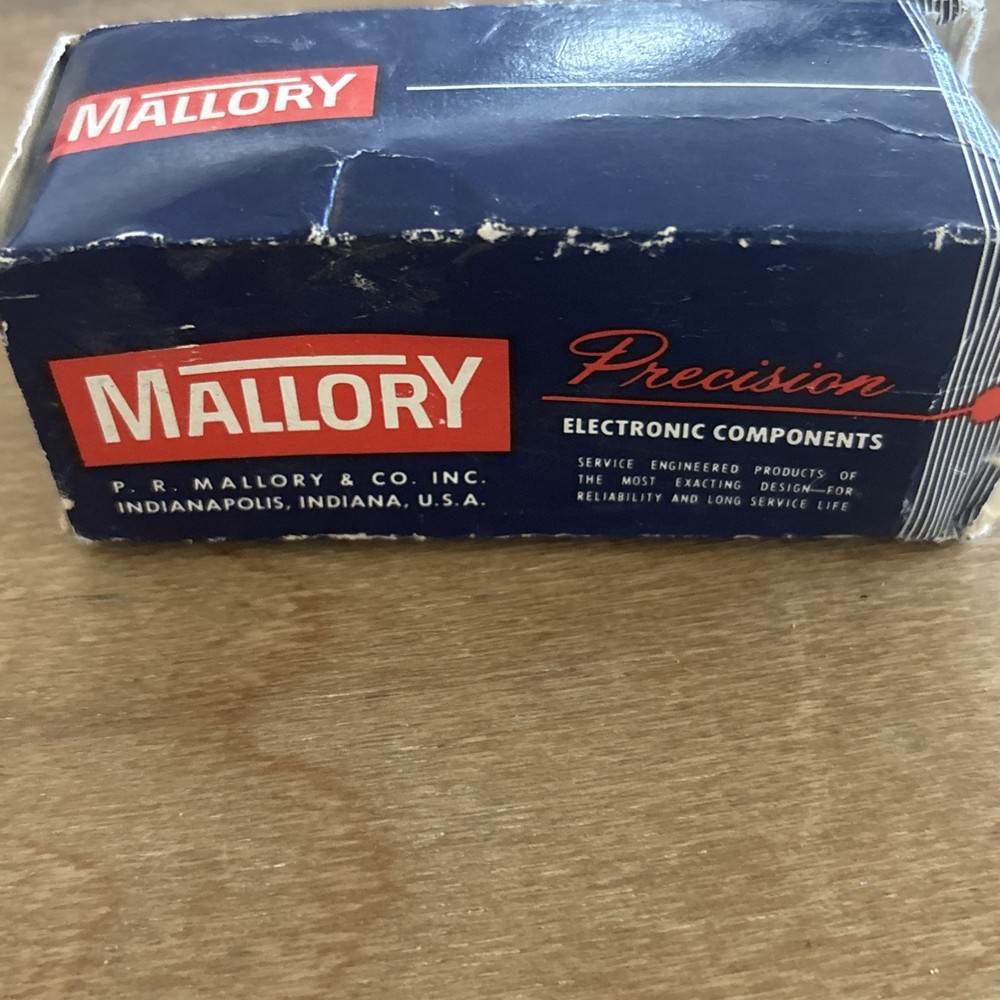 MALLORY
MALLORY
P. R. MALLORY & CO. INC.
INDIANAPOLIS, INDIANA, U.S.A.
Precision
ELECTRONIC COMPONENTS
SERVICE ENGINEERED PRODUCTS OF
THE MOST EXACTING DESIGN—FOR
RELIABILITY AND LONG SERVICE LIFE